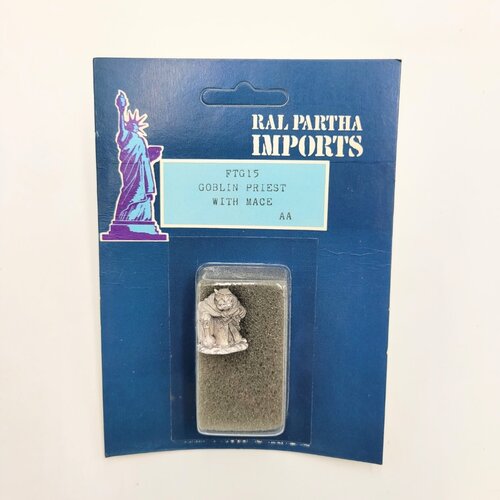 RAL PARTHA
IMPORTS
FTG15
GOBLIN PRIEST
WITH MACE
AA